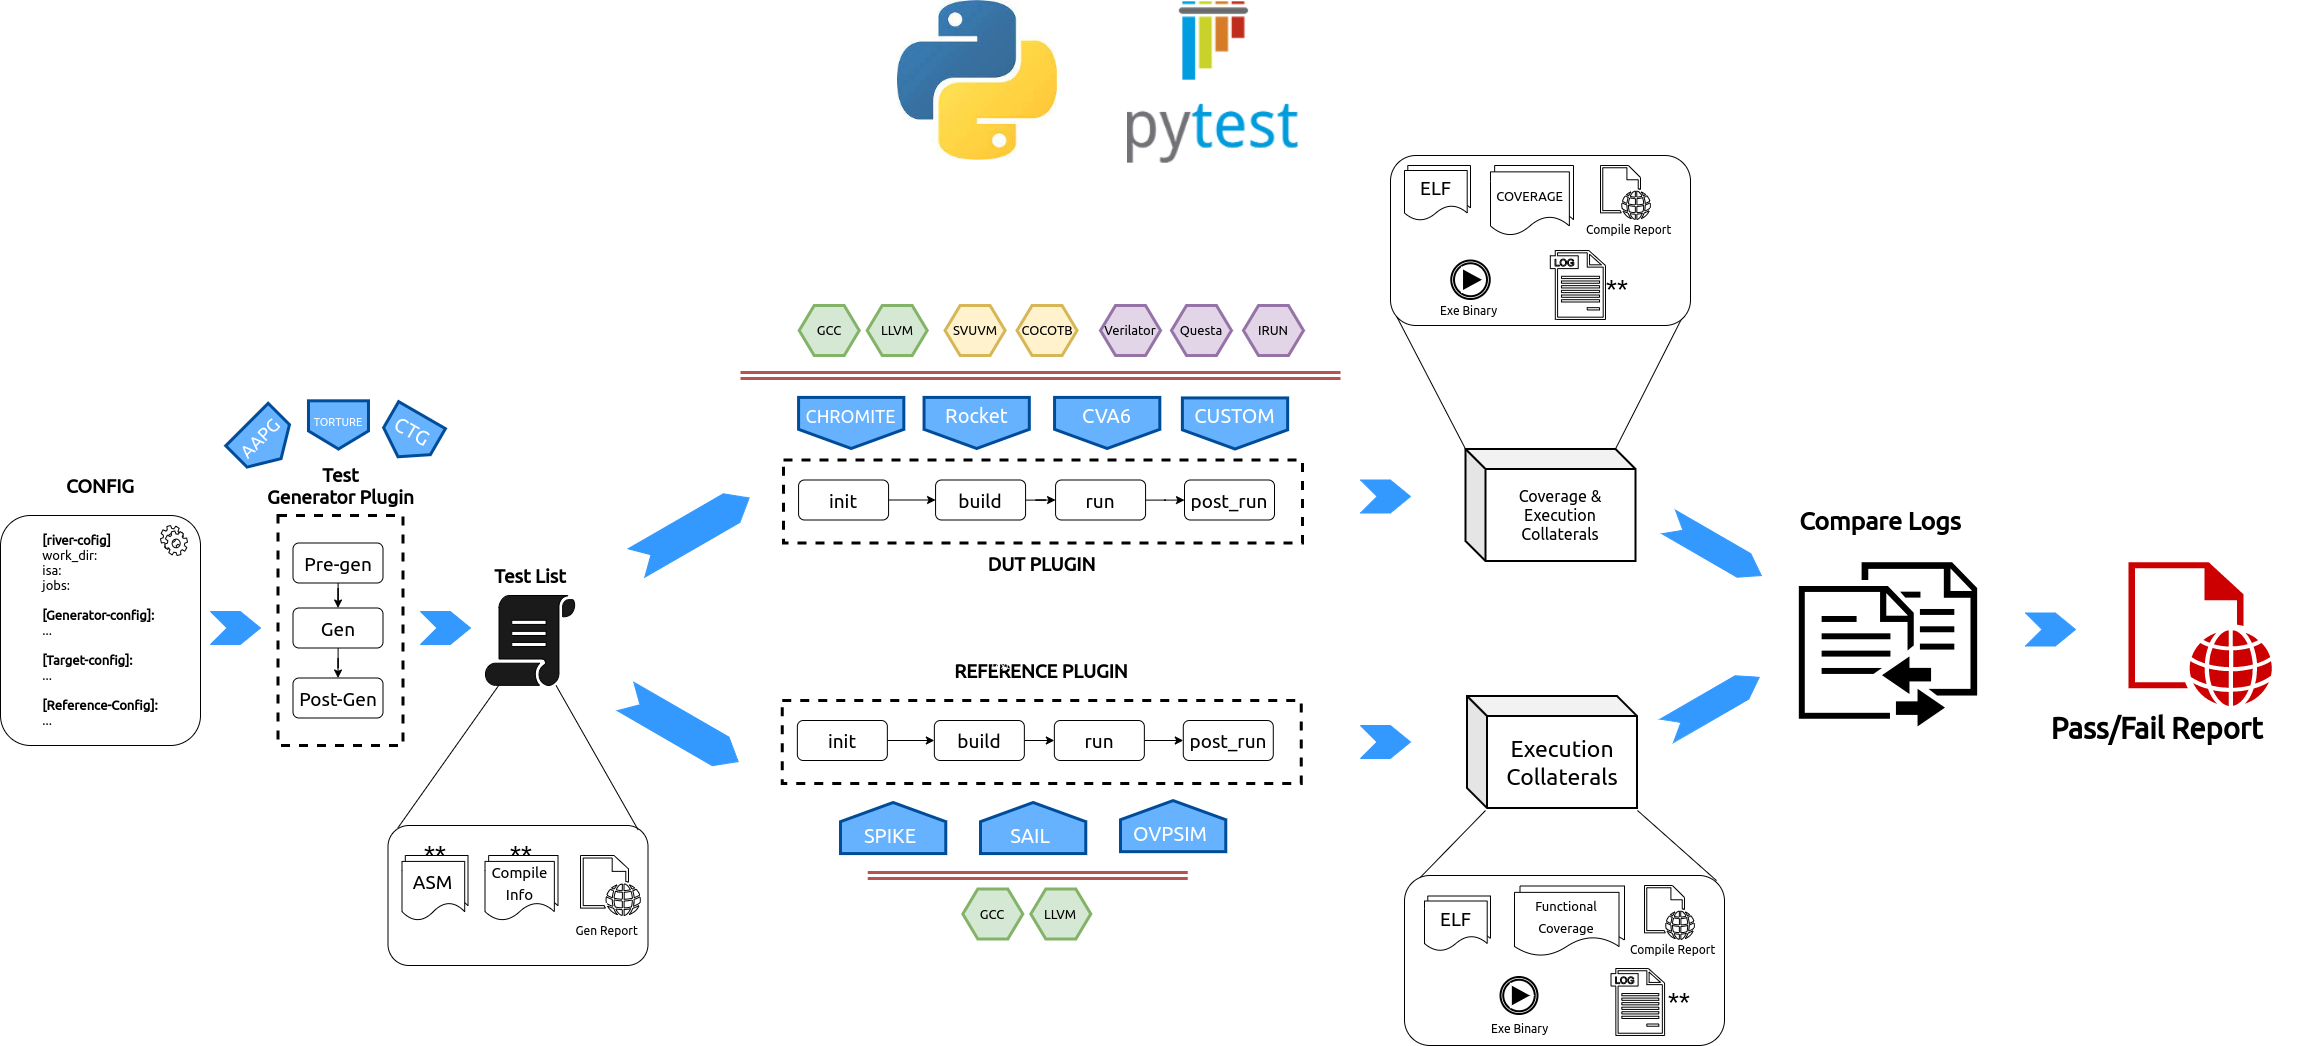 pytest
ELF
COVERAGE
Compile Report
LOG
**
Exe Binary
GCC
LLVM
SVUVM
COCOTB
Verilator
Questa
IRUN
CHROMITE
Rocket
CVA6
CUSTOM
init
build
run
post_run
DUT PLUGIN
Coverage &
Execution
Collaterals
AAPG
TORTURE
CTG
CONFIG
[river-cofig]
work_dir:
isa:
jobs:
[Generator-config]:
...
[Target-config]:
...
[Reference-Config]:
...
Test
Generator Plugin
Pre-gen
Gen
Post-Gen
Test List
**
**
ASM
Compile
Info
Gen Report
REFERENCE PLUGIN
init
build
run
post_run
SPIKE
SAIL
OVPSIM
GCC
LLVM
Execution
Collaterals
ELF
Functional
Coverage
Compile Report
Exe Binary
LOG
**
Compare Logs
Pass/Fail Report